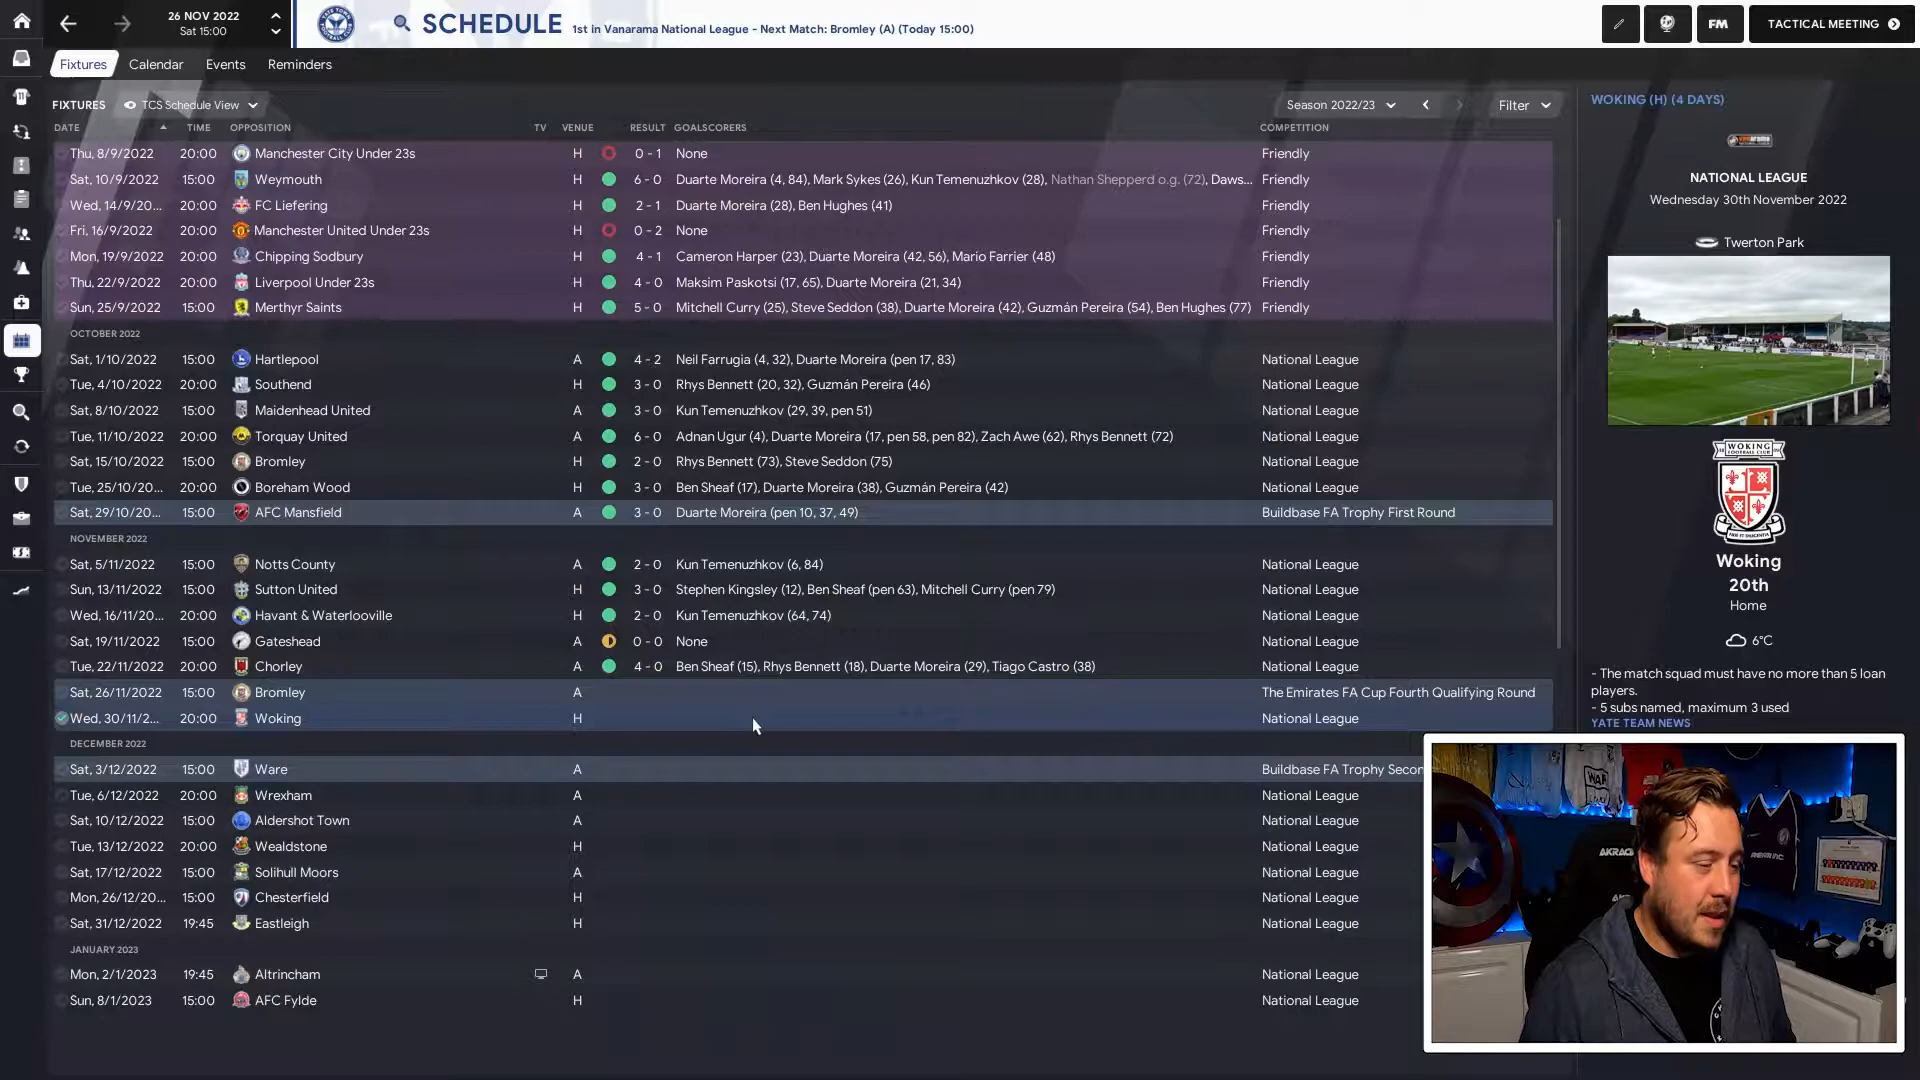 26 NOV 2022
Sat 15:00
SCHEDULE
1st in Vanarama National League - Next Match: Bromley (A) (Today 15:00)
FM
TACTICAL MEETING
Fixtures Calendar Events Reminders
FIXTURES TCS Schedule View Season 2022/23 Filter
DATE TIME OPPOSITION TV VENUE RESULT GOALSCORERS COMPETITION
Thu, 8/9/2022 20:00 Manchester City Under 23s H 0 - 1 None Friendly
Sat, 10/9/2022 15:00 Weymouth H 6 - 0 Duarte Moreira (4, 84), Mark Sykes (26), Kun Temenuzhkov (28), Nathan Shepperd o.g. (72), Daws... Friendly
Wed, 14/9/20... 20:00 FC Liefering H 2 - 1 Duarte Moreira (28), Ben Hughes (41) Friendly
Fri, 16/9/2022 20:00 Manchester United Under 23s H 0 - 2 None Friendly
Mon, 19/9/2022 20:00 Chipping Sodbury H 4 - 1 Cameron Harper (23), Duarte Moreira (42, 56), Mario Farrier (48) Friendly
Thu, 22/9/2022 20:00 Liverpool Under 23s H 4 - 0 Maksim Paskotsi (17, 65), Duarte Moreira (21, 34) Friendly
Sun, 25/9/2022 15:00 Merthyr Saints H 5 - 0 Mitchell Curry (25), Steve Seddon (38), Duarte Moreira (42), Guzmán Pereira (54), Ben Hughes (77) Friendly
OCTOBER 2022
Sat, 1/10/2022 15:00 Hartlepool A 4 - 2 Neil Farrugia (4, 32), Duarte Moreira (pen 17, 83) National League
Tue, 4/10/2022 20:00 Southend H 3 - 0 Rhys Bennett (20, 32), Guzmán Pereira (46) National League
Sat, 8/10/2022 15:00 Maidenhead United A 3 - 0 Kun Temenuzhkov (29, 39, pen 51) National League
Tue, 11/10/2022 20:00 Torquay United A 6 - 0 Adnan Ugur (4), Duarte Moreira (17, pen 58, pen 82), Zach Awe (62), Rhys Bennett (72) National League
Sat, 15/10/2022 15:00 Bromley H 2 - 0 Rhys Bennett (73), Steve Seddon (75) National League
Tue, 25/10/20... 20:00 Boreham Wood H 3 - 0 Ben Sheaf (17), Duarte Moreira (38), Guzmán Pereira (42) National League
Sat, 29/10/20... 15:00 AFC Mansfield A 3 - 0 Duarte Moreira (pen 10, 37, 49) Buildbase FA Trophy First Round
NOVEMBER 2022
Sat, 5/11/2022 15:00 Notts County A 2 - 0 Kun Temenuzhkov (6, 84) National League
Sun, 13/11/2022 15:00 Sutton United H 3 - 0 Stephen Kingsley (12), Ben Sheaf (pen 63), Mitchell Curry (pen 79) National League
Wed, 16/11/20... 20:00 Havant & Waterlooville H 2 - 0 Kun Temenuzhkov (64, 74) National League
Sat, 19/11/2022 15:00 Gateshead A 0 - 0 None National League
Tue, 22/11/2022 20:00 Chorley A 4 - 0 Ben Sheaf (15), Rhys Bennett (18), Duarte Moreira (29), Tiago Castro (38) National League
Sat, 26/11/2022 15:00 Bromley A The Emirates FA Cup Fourth Qualifying Round
Wed, 30/11/2... 20:00 Woking H National League
DECEMBER 2022
Sat, 3/12/2022 15:00 Ware A Buildbase FA Trophy Secon
Tue, 6/12/2022 20:00 Wrexham A National League
Sat, 10/12/2022 15:00 Aldershot Town A National League
Tue, 13/12/2022 20:00 Wealdstone H National League
Sat, 17/12/2022 15:00 Solihull Moors A National League
Mon, 26/12/20... 15:00 Chesterfield H National League
Sat, 31/12/2022 19:45 Eastleigh H National League
JANUARY 2023
Mon, 2/1/2023 19:45 Altrincham A National League
Sun, 8/1/2023 15:00 AFC Fylde H National League
WOKING (H) (4 DAYS)
NATIONAL LEAGUE
Wednesday 30th November 2022
Twerton Park
WOKING
FOOTBALL CLUB
Woking
20th
Home
6°C
- The match squad must have no more than 5 loan
players.
- 5 subs named, maximum 3 used
YATE TEAM NEWS
AKRACING